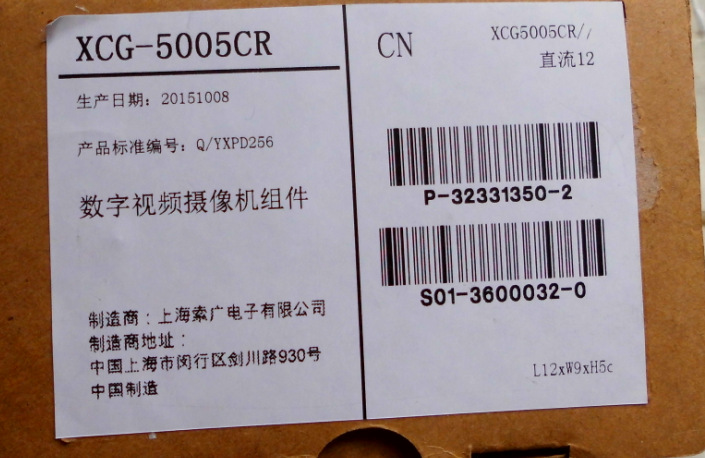 XCG-5005CR
生产日期：20151008
产品标准编号：Q/YXPD256
数字视频摄像机组件
制造商：上海索广电子有限公司
制造商地址：
中国上海市闵行区剑川路930号
中国制造
CN
XCG5005CR//
直流12
P-32331350-2
S01-3600032-0
L12xW9xH5c